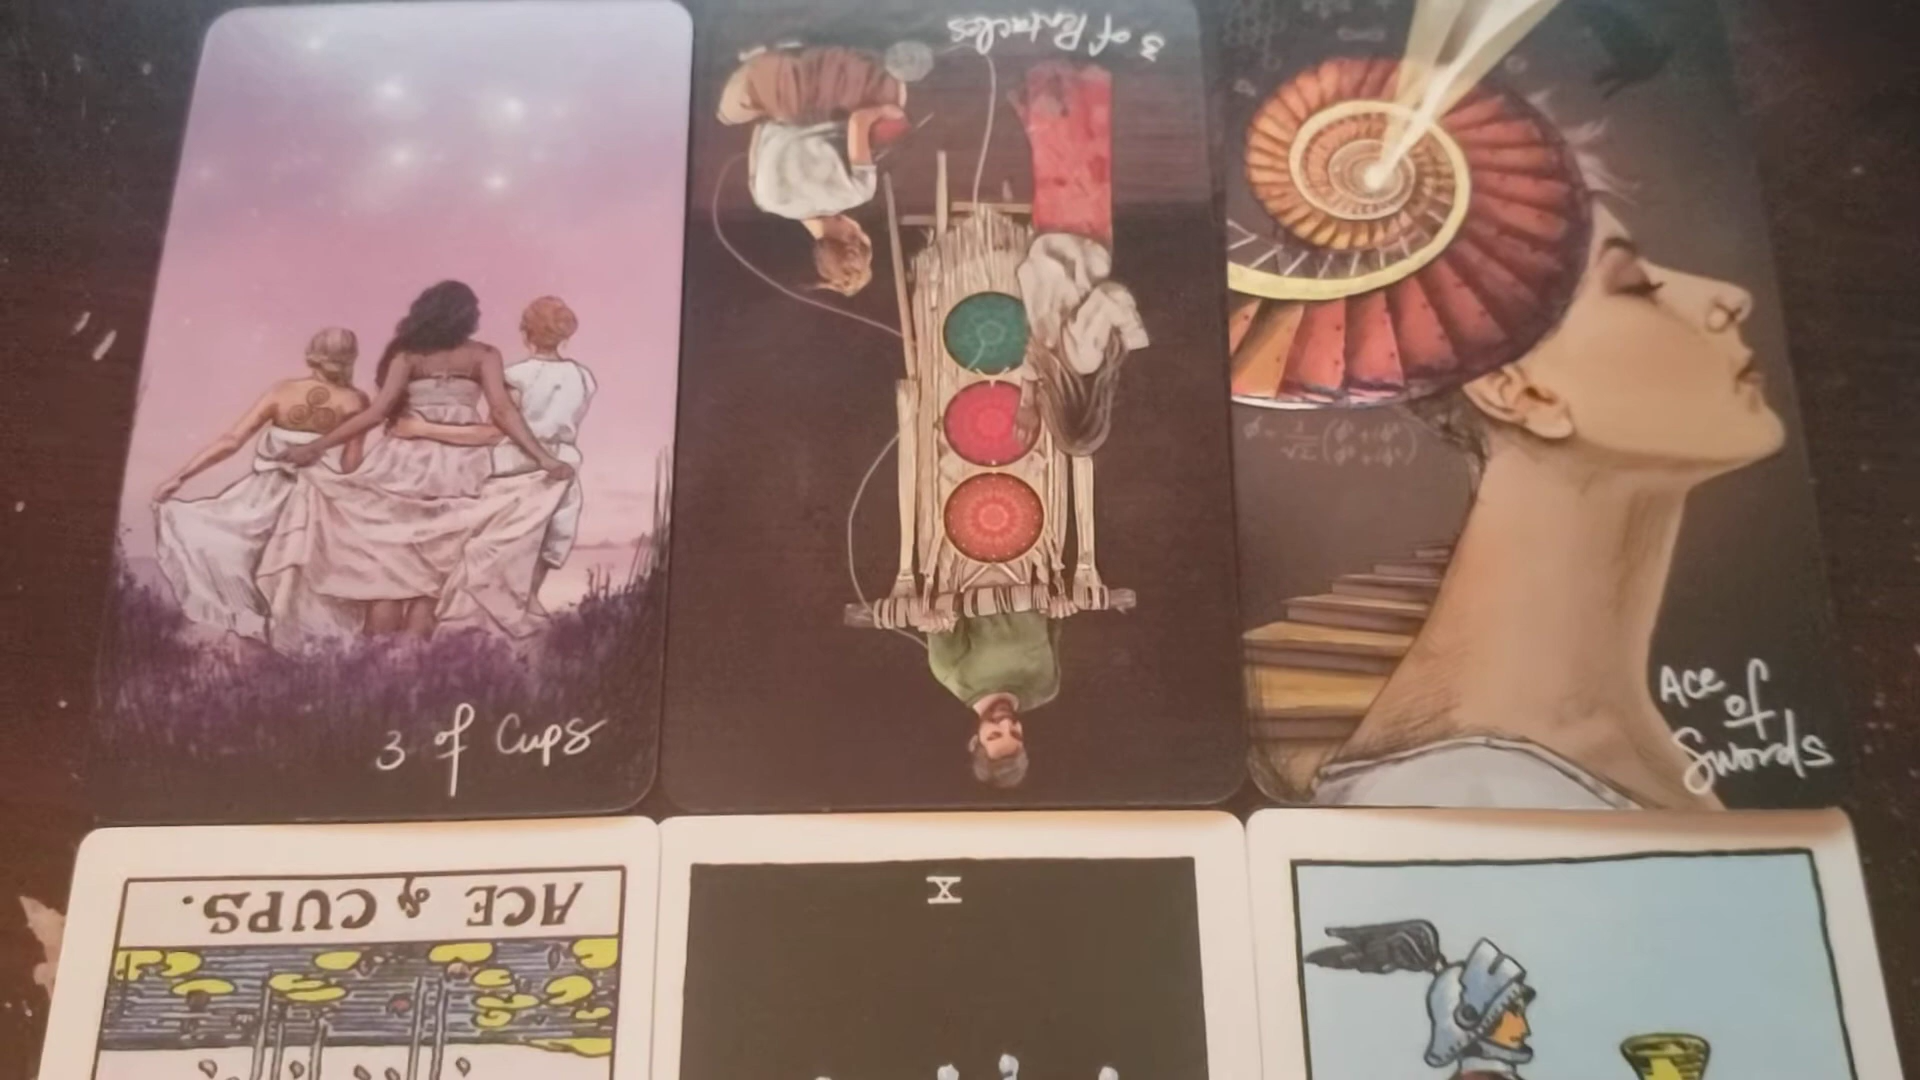 3 of Pentacles
3 of Cups
Ace
of
Swords
ACE of CUPS.
X